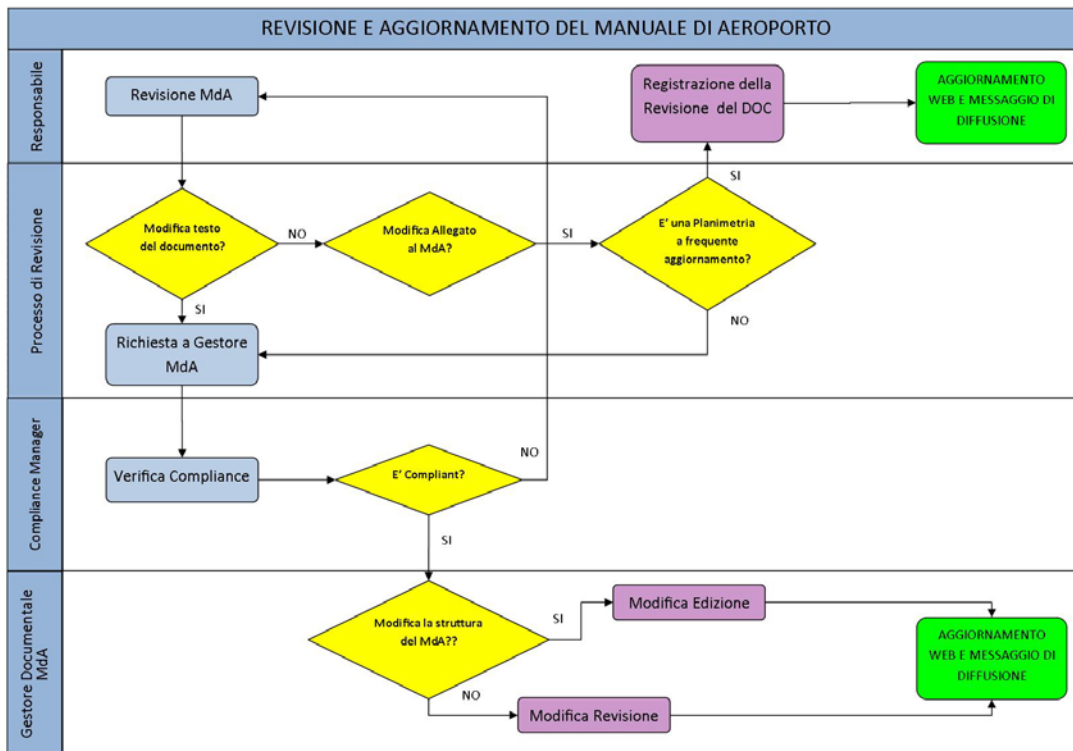 REVISIONE E AGGIORNAMENTO DEL MANUALE DI AEROPORTO
Responsabile
Revisione MdA
Registrazione della
Revisione del DOC
AGGIORNAMENTO
WEB E MESSAGGIO DI
DIFFUSIONE
Processo di Revisione
Modifica testo
del documento?
NO
Modifica Allegato
al MdA?
SI
E' una Planimetria
a frequente
aggiornamento?
SI
NO
SI
Richiesta a Gestore
MdA
Compliance Manager
Verifica Compliance
E' Compliant?
NO
SI
Gestore Documentale
MdA
Modifica la struttura
del MdA??
SI
Modifica Edizione
NO
Modifica Revisione
AGGIORNAMENTO
WEB E MESSAGGIO DI
DIFFUSIONE